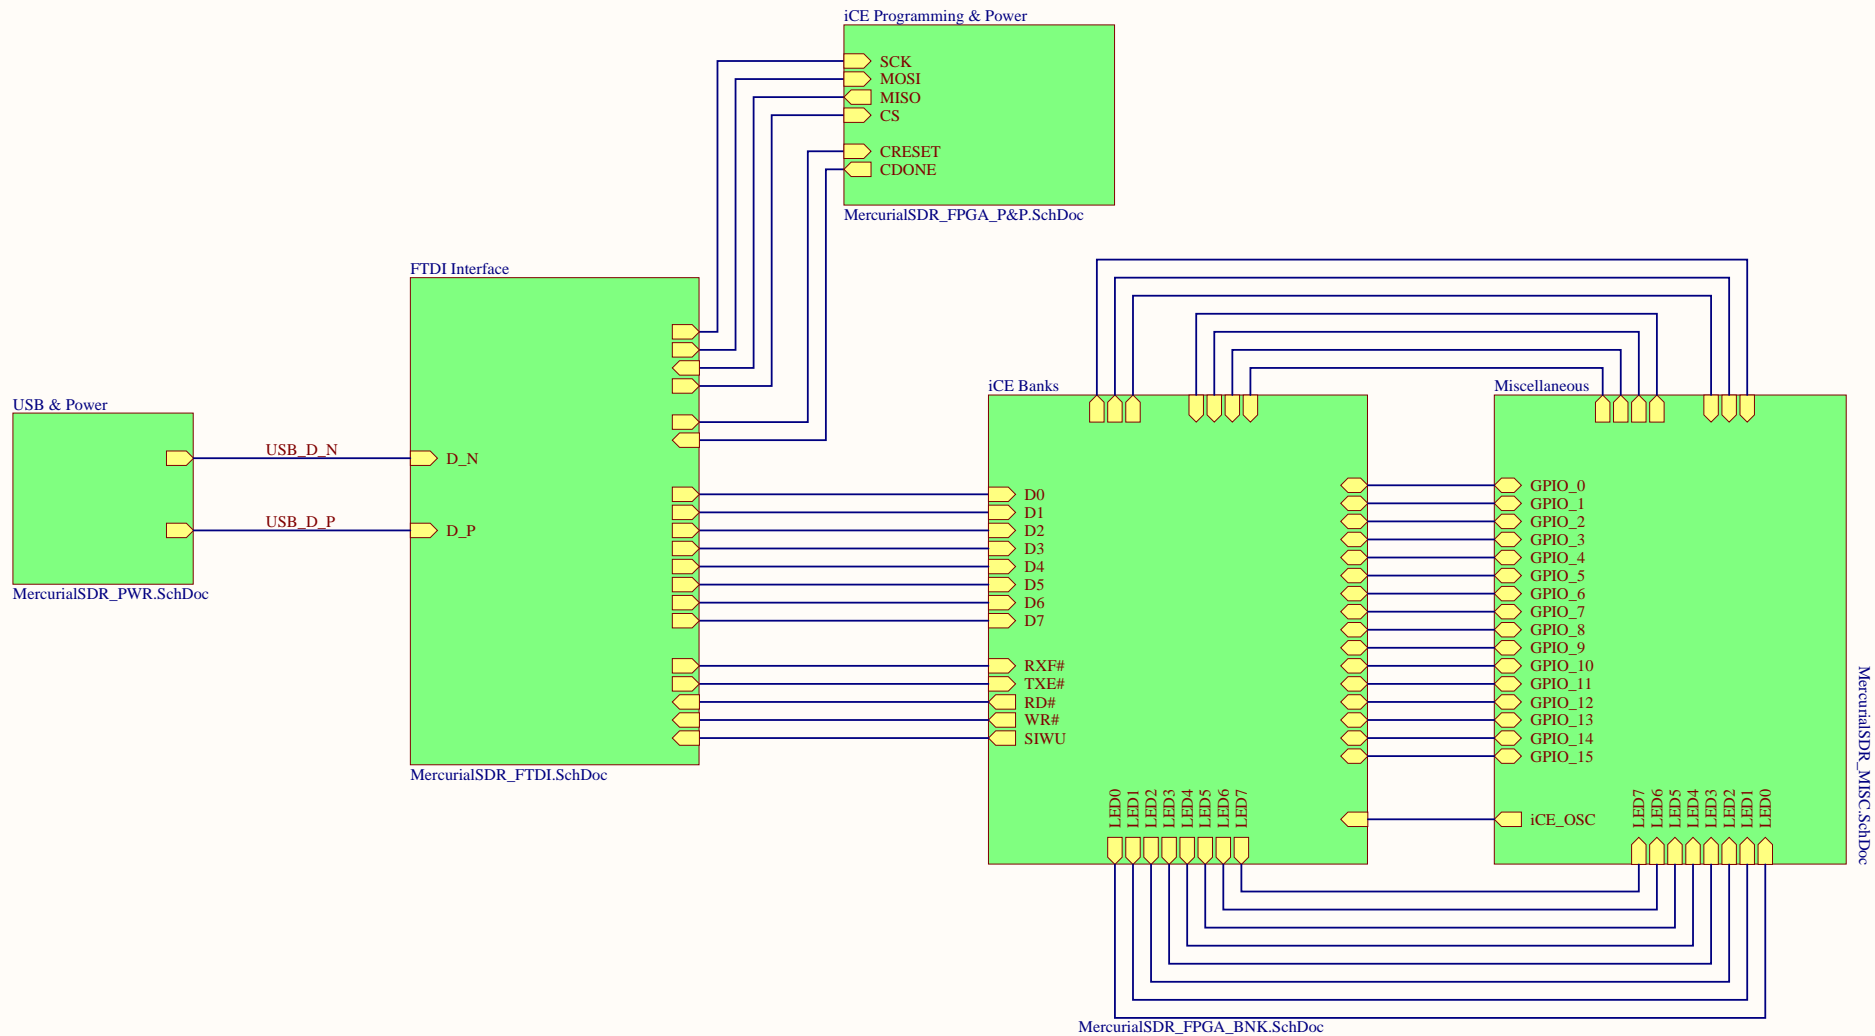 iCE Programming & Power
SCK
MOSI
MISO
CS
CRESET
CDONE
MercurialSDR_FPGA_P&P.SchDoc
FTDI Interface
MercurialSDR_FTDI.SchDoc
USB & Power
USB_D_N
USB_D_P
MercurialSDR_PWR.SchDoc
D_N
D_P
iCE Banks
D0
D1
D2
D3
D4
D5
D6
D7
RXF#
TXE#
RD#
WR#
SIWU
LED0
LED1
LED2
LED3
LED4
LED5
LED6
LED7
MercurialSDR_FPGA_BNK.SchDoc
Miscellaneous
GPIO_0
GPIO_1
GPIO_2
GPIO_3
GPIO_4
GPIO_5
GPIO_6
GPIO_7
GPIO_8
GPIO_9
GPIO_10
GPIO_11
GPIO_12
GPIO_13
GPIO_14
GPIO_15
iCE_OSC
LED7
LED6
LED5
LED4
LED3
LED2
LED1
LED0
MercurialSDR_MISC.SchDoc